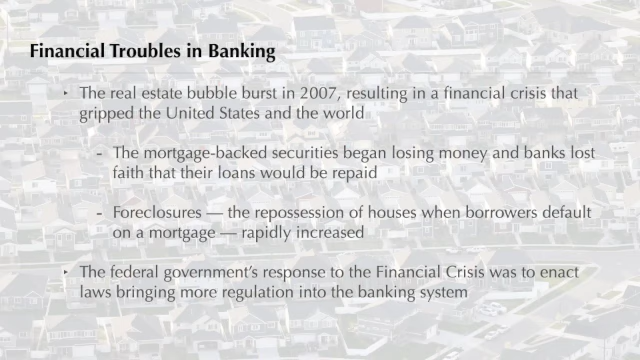 Financial Troubles in Banking
‣ The real estate bubble burst in 2007, resulting in a financial crisis that
gripped the United States and the world
- The mortgage-backed securities began losing money and banks lost
faith that their loans would be repaid
- Foreclosures — the repossession of houses when borrowers default
on a mortgage — rapidly increased
‣ The federal government's response to the Financial Crisis was to enact
laws bringing more regulation into the banking system